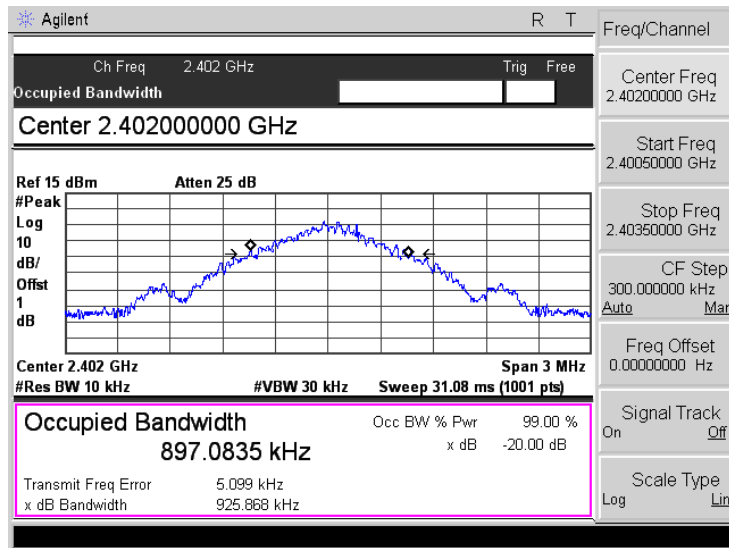 Agilent R T
Ch Freq 2.402 GHz Trig Free
Occupied Bandwidth
Center 2.402000000 GHz
Ref 15 dBm Atten 25 dB
#Peak
Log
10
dB/
Offst
1
dB
Center 2.402 GHz Span 3 MHz
#Res BW 10 kHz #VBW 30 kHz Sweep 31.08 ms (1001 pts)
Occupied Bandwidth Occ BW % Pwr 99.00 %
897.0835 kHz x dB -20.00 dB
Transmit Freq Error 5.099 kHz
x dB Bandwidth 925.868 kHz
Freq/Channel
Center Freq
2.40200000 GHz
Start Freq
2.40050000 GHz
Stop Freq
2.40350000 GHz
CF Step
300.000000 kHz
Auto Man
Freq Offset
0.00000000 Hz
Signal Track
On Off
Scale Type
Log Lin